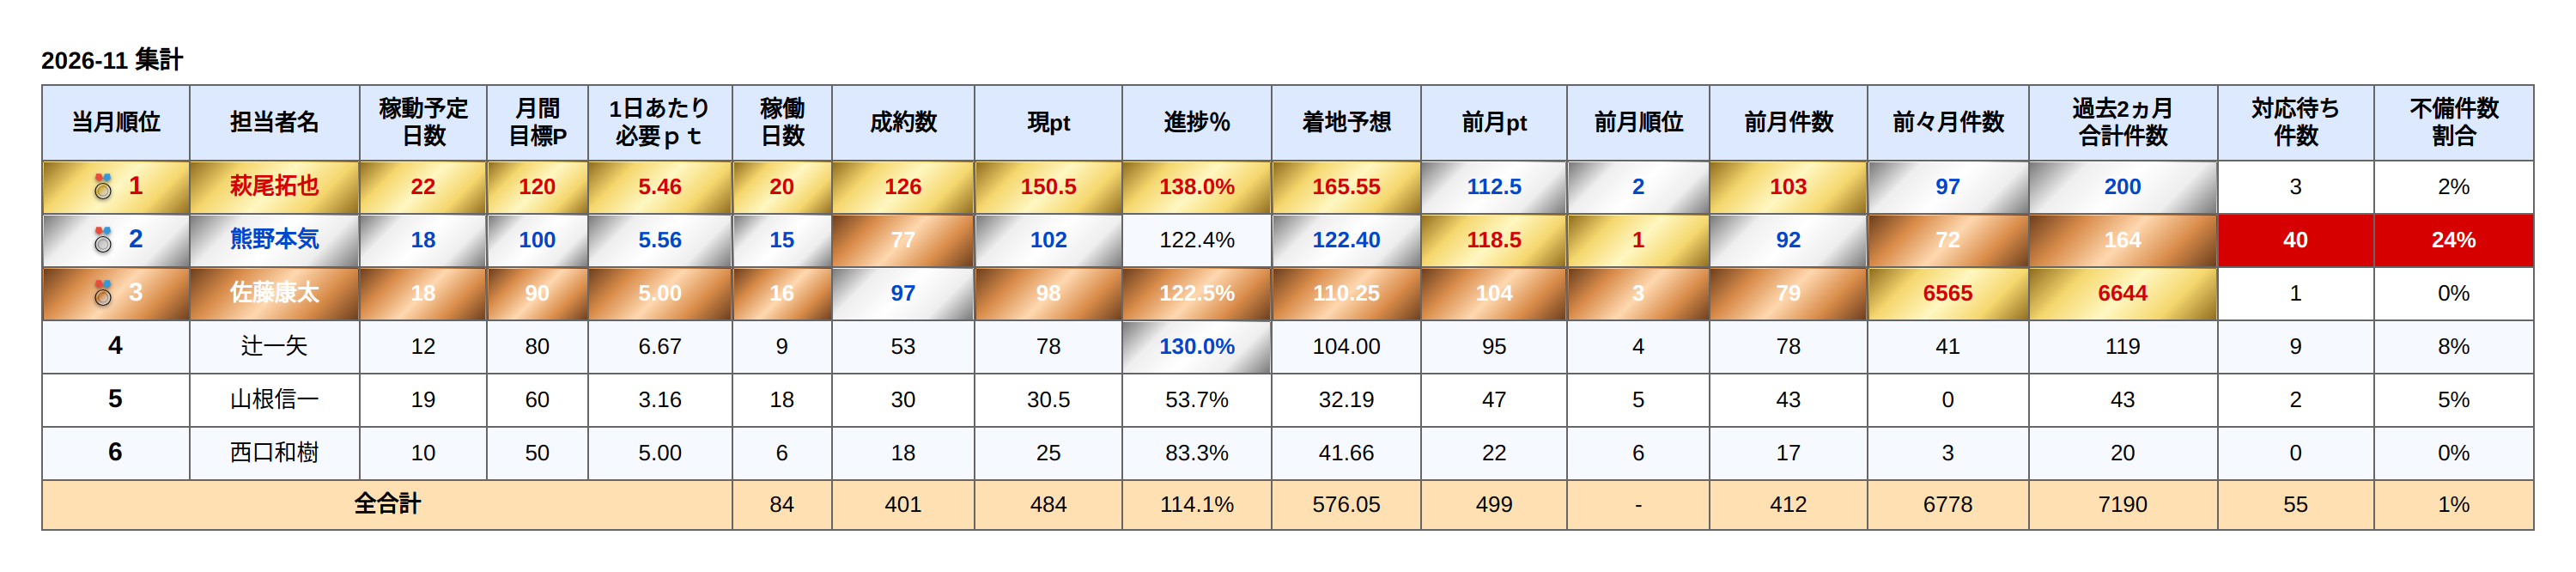 2026-11 集計
当月順位 担当者名 稼動予定日数 月間目標P 1日あたり必要ｐｔ 稼働日数 成約数 現pt 進捗% 着地予想 前月pt 前月順位 前月件数 前々月件数 過去2ヵ月合計件数 対応待ち件数 不備件数割合
1 萩尾拓也 22 120 5.46 20 126 150.5 138.0% 165.55 112.5 2 103 97 200 3 2%
2 熊野本気 18 100 5.56 15 77 102 122.4% 122.40 118.5 1 92 72 164 40 24%
3 佐藤康太 18 90 5.00 16 97 98 122.5% 110.25 104 3 79 6565 6644 1 0%
4 辻一矢 12 80 6.67 9 53 78 130.0% 104.00 95 4 78 41 119 9 8%
5 山根信一 19 60 3.16 18 30 30.5 53.7% 32.19 47 5 43 0 43 2 5%
6 西口和樹 10 50 5.00 6 18 25 83.3% 41.66 22 6 17 3 20 0 0%
全合計 84 401 484 114.1% 576.05 499 - 412 6778 7190 55 1%